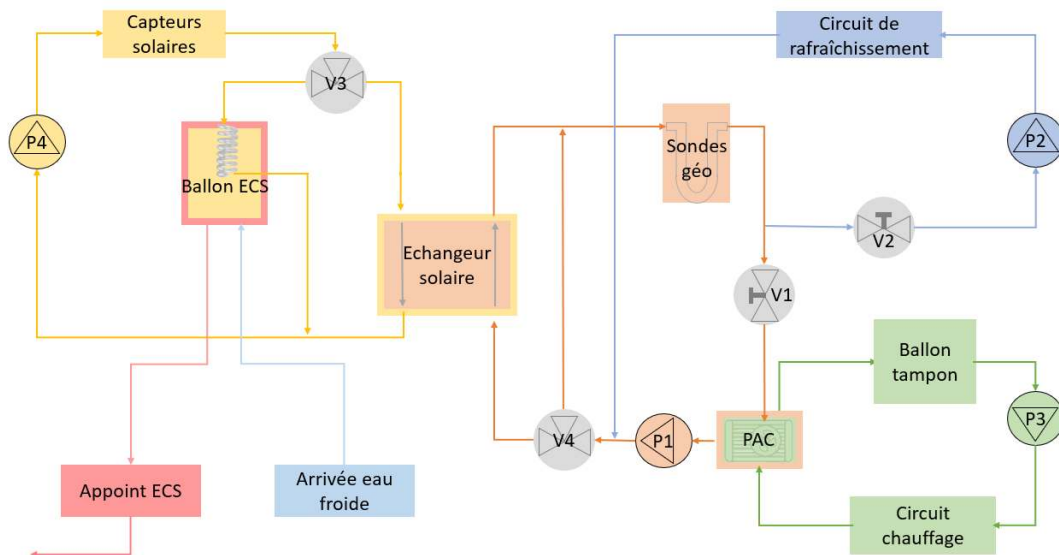 Capteurs
solaires
Circuit de
rafraîchissement
V3
P4
Ballon ECS
Sondes
géo
P2
V2
Echangeur
solaire
V1
Ballon
tampon
P3
V4
P1
PAC
Appoint ECS
Arrivée eau
froide
Circuit
chauffage